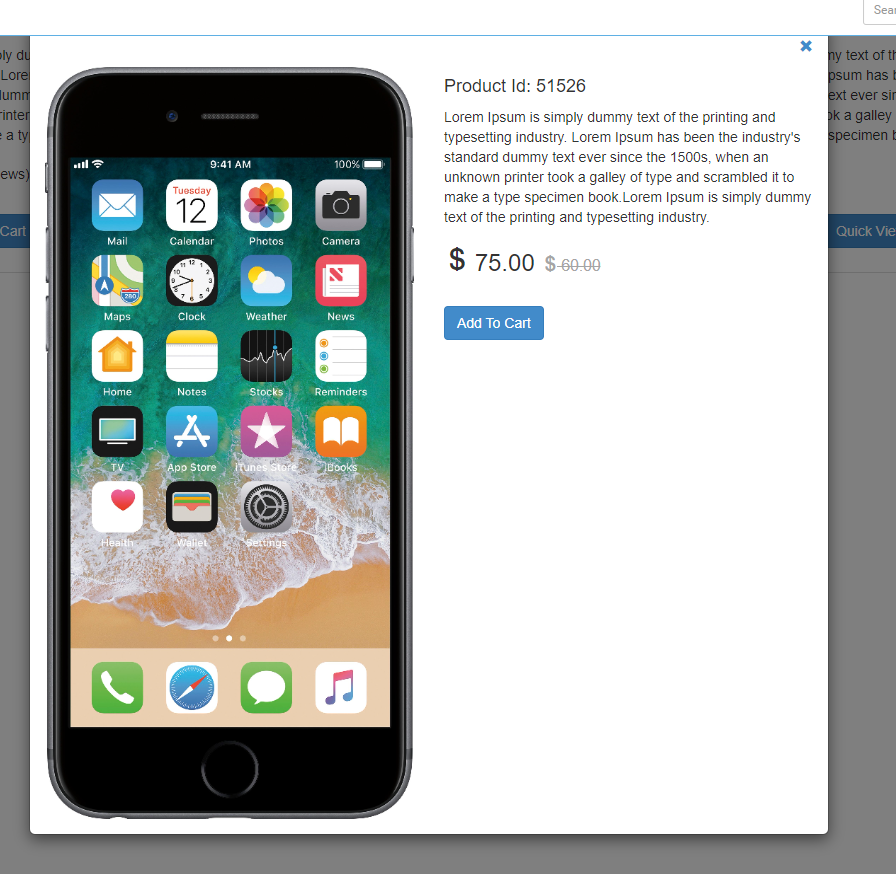 Sea
ply du
Lore
dumm
rinter
e a ty
ews)
Cart
my text of th
psum has b
ext ever sin
ok a galley
specimen b
Quick Vie
Product Id: 51526
Lorem Ipsum is simply dummy text of the printing and
typesetting industry. Lorem Ipsum has been the industry's
standard dummy text ever since the 1500s, when an
unknown printer took a galley of type and scrambled it to
make a type specimen book.Lorem Ipsum is simply dummy
text of the printing and typesetting industry.
$ 75.00 $ 60.00
Add To Cart
9:41 AM 100%
Tuesday
12
Mail Calendar Photos Camera
280
Maps Clock Weather News
Home Notes Stocks Reminders
TV App Store iTunes Store iBooks
Health Wallet Settings